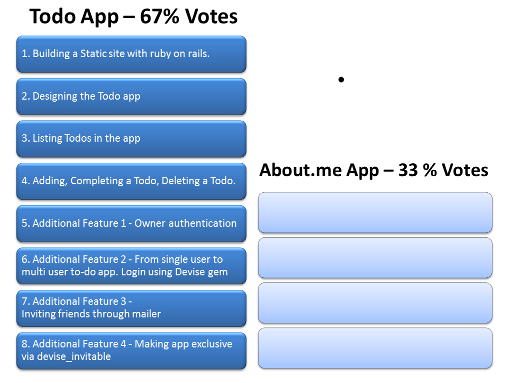 Todo App – 67% Votes
1. Building a Static site with ruby on rails.
2. Designing the Todo app
3. Listing Todos in the app
4. Adding, Completing a Todo, Deleting a Todo.
5. Additional Feature 1 - Owner authentication
6. Additional Feature 2 - From single user to
multi user to-do app. Login using Devise gem
7. Additional Feature 3 -
Inviting friends through mailer
8. Additional Feature 4 - Making app exclusive
via devise_invitable
•
About.me App – 33 % Votes